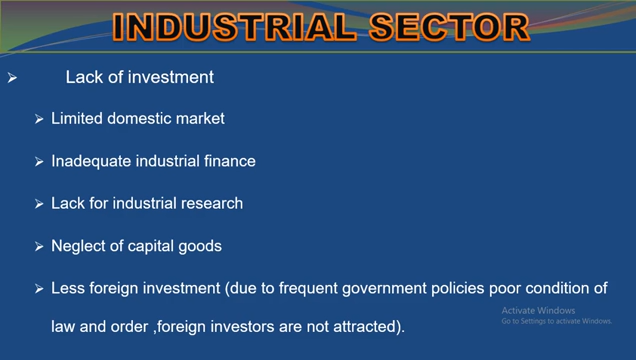 INDUSTRIAL SECTOR
➢ Lack of investment
➢ Limited domestic market
➢ Inadequate industrial finance
➢ Lack for industrial research
➢ Neglect of capital goods
➢ Less foreign investment (due to frequent government policies poor condition of
law and order ,foreign investors are not attracted).
Activate Windows
Go to Settings to activate Windows.